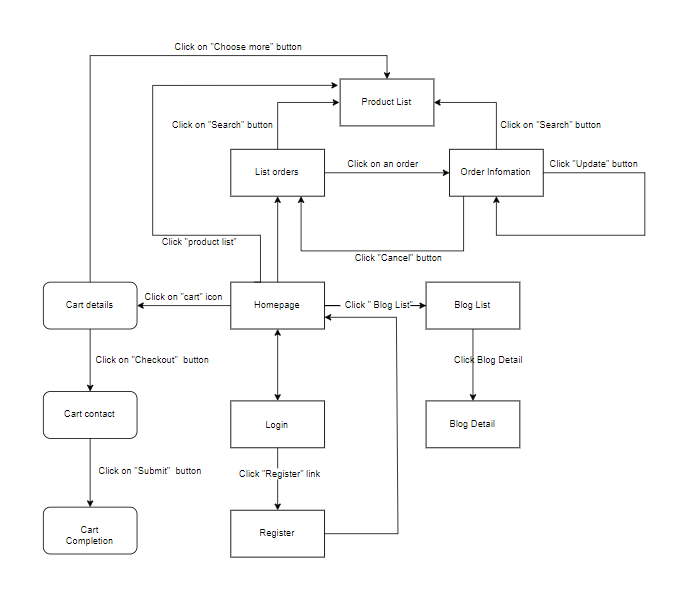 Click on "Choose more" button
Product List
Click on "Search" button
Click on "Search" button
List orders
Click on an order
Order Infomation
Click "Update" button
Click "product list"
Click "Cancel" button
Cart details
Click on "cart" icon
Homepage
Click " Blog List"
Blog List
Click on "Checkout"  button
Click Blog Detail
Cart contact
Login
Blog Detail
Click on "Submit"  button
Click "Register" link
Cart
Completion
Register